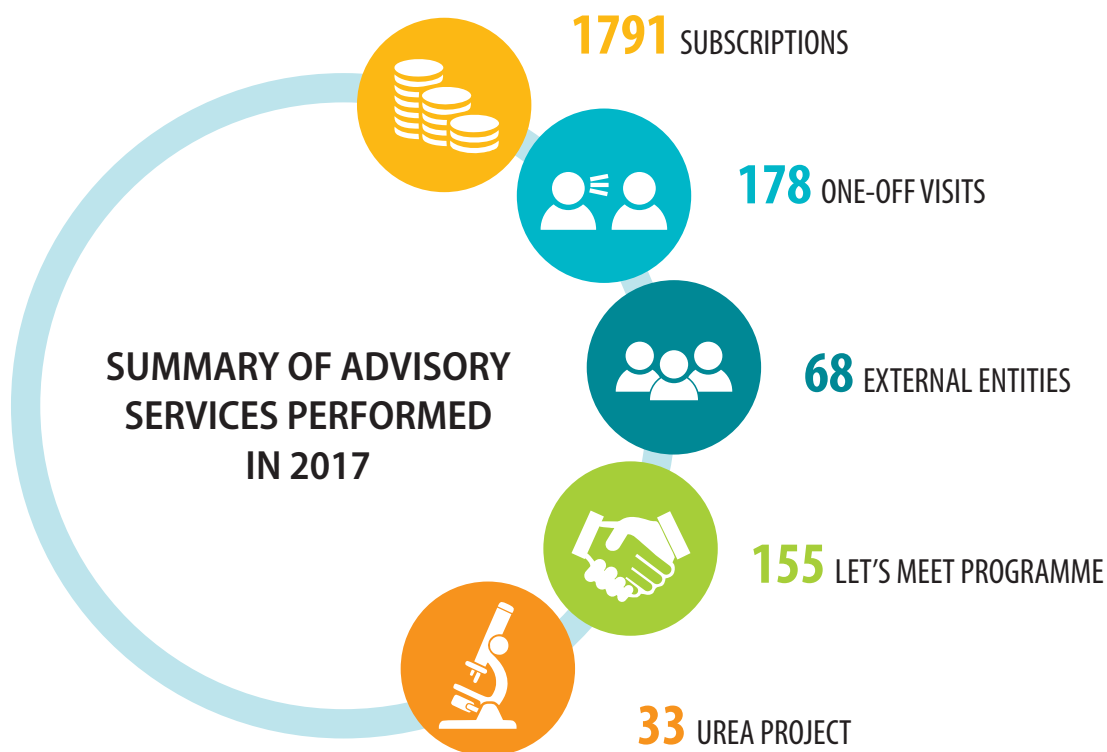 1791 SUBSCRIPTIONS
178 ONE-OFF VISITS
SUMMARY OF ADVISORY
SERVICES PERFORMED
IN 2017
68 EXTERNAL ENTITIES
155 LET'S MEET PROGRAMME
33 UREA PROJECT